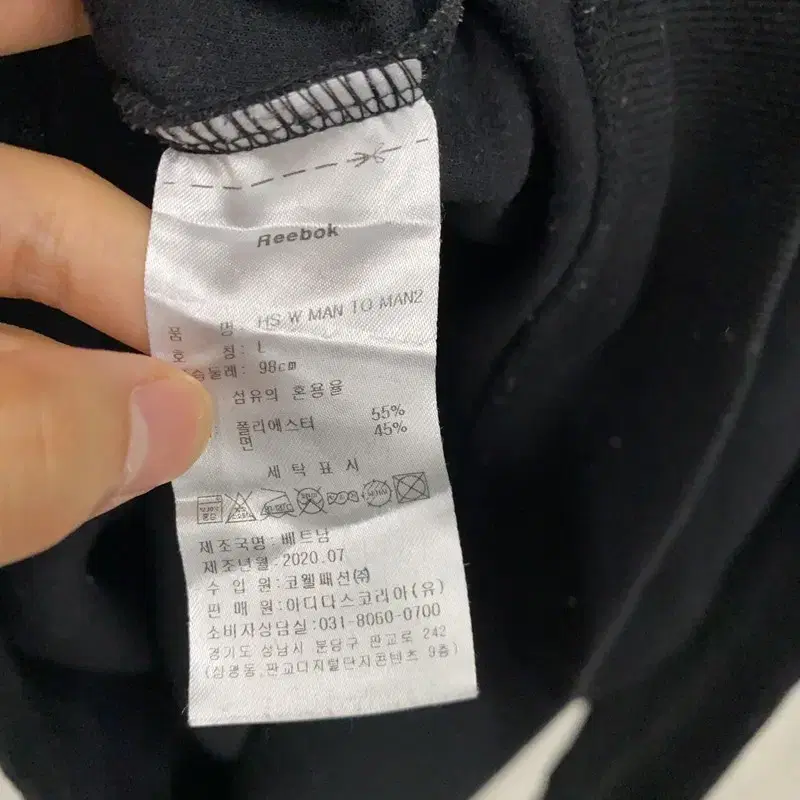 Reebok
품 명: HS W MAN TO MAN2
호 칭: L
가슴둘레: 98cm
섬유의 혼용율
폴리에스터 55%
면 45%
세탁 표시
제조국명: 베트남
제조년월: 2020.07
수 입 원: 코웰패션㈜
판 매 원: 아디다스코리아(유)
소비자상담실: 031-8060-0700
경기도 성남시 분당구 판교로 242
(삼평동, 판교디지털단지콘텐츠 9층)